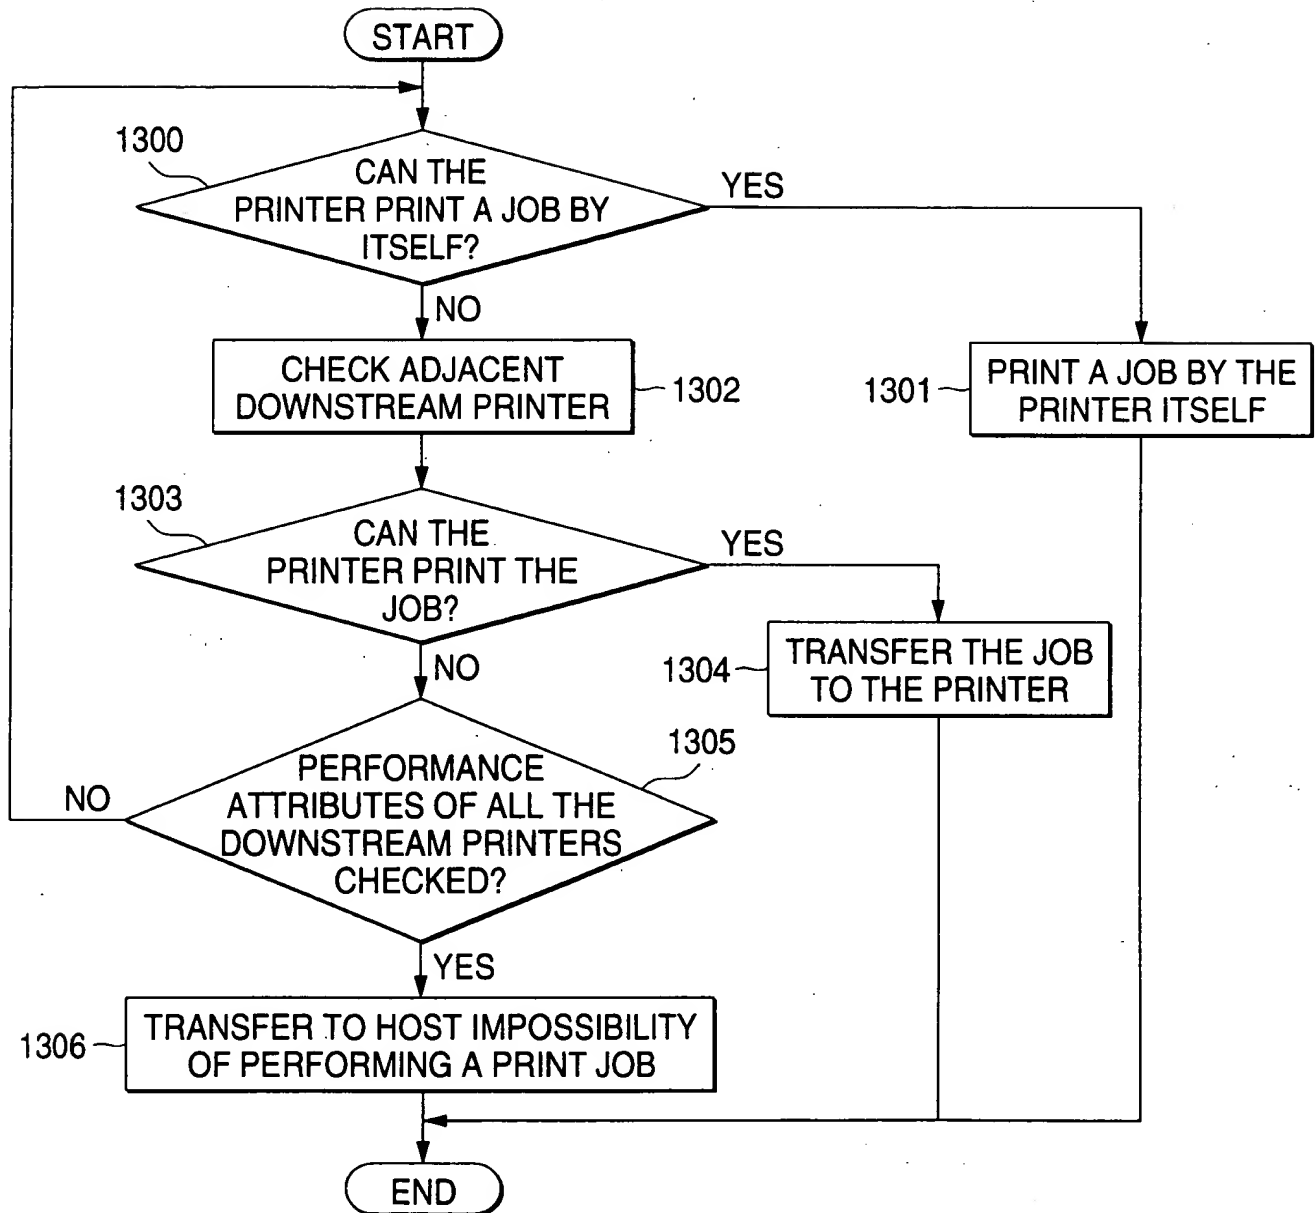 START
1300
CAN THE
PRINTER PRINT A JOB BY
ITSELF?
YES
NO
CHECK ADJACENT
DOWNSTREAM PRINTER
1302
1301
PRINT A JOB BY THE
PRINTER ITSELF
1303
CAN THE
PRINTER PRINT THE
JOB?
YES
NO
1304
TRANSFER THE JOB
TO THE PRINTER
1305
PERFORMANCE
ATTRIBUTES OF ALL THE
DOWNSTREAM PRINTERS
CHECKED?
NO
YES
1306
TRANSFER TO HOST IMPOSSIBILITY
OF PERFORMING A PRINT JOB
END